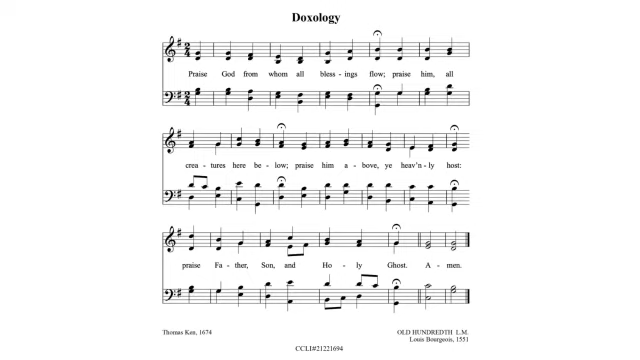 Doxology
Praise God from whom all bless - ings flow; praise him, all
crea - tures here be - low; praise him a - bove, ye heav'n - ly host:
praise Fa - ther, Son, and Ho - ly Ghost. A - men.
Thomas Ken, 1674
OLD HUNDREDTH L.M.
Louis Bourgeois, 1551
CCLI#21221694